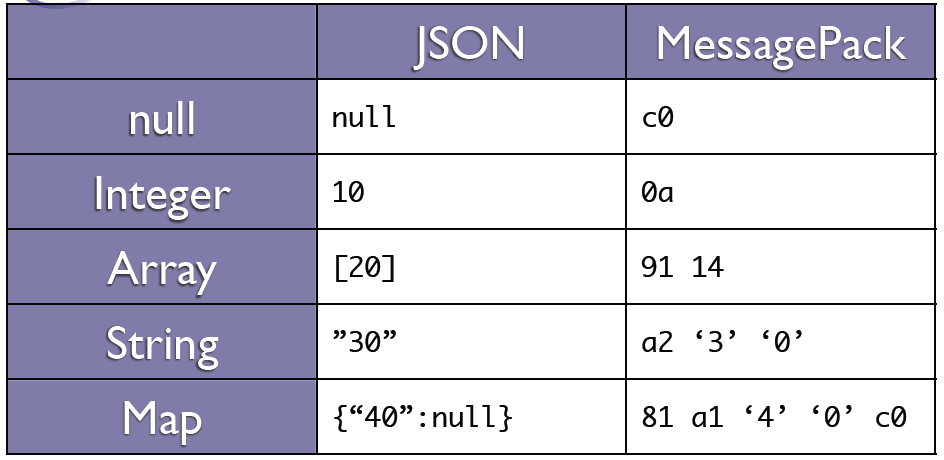 JSON MessagePack
null null c0
Integer 10 0a
Array [20] 91 14
String ”30” a2 ‘3’ ‘0’
Map {“40”:null} 81 a1 ‘4’ ‘0’ c0